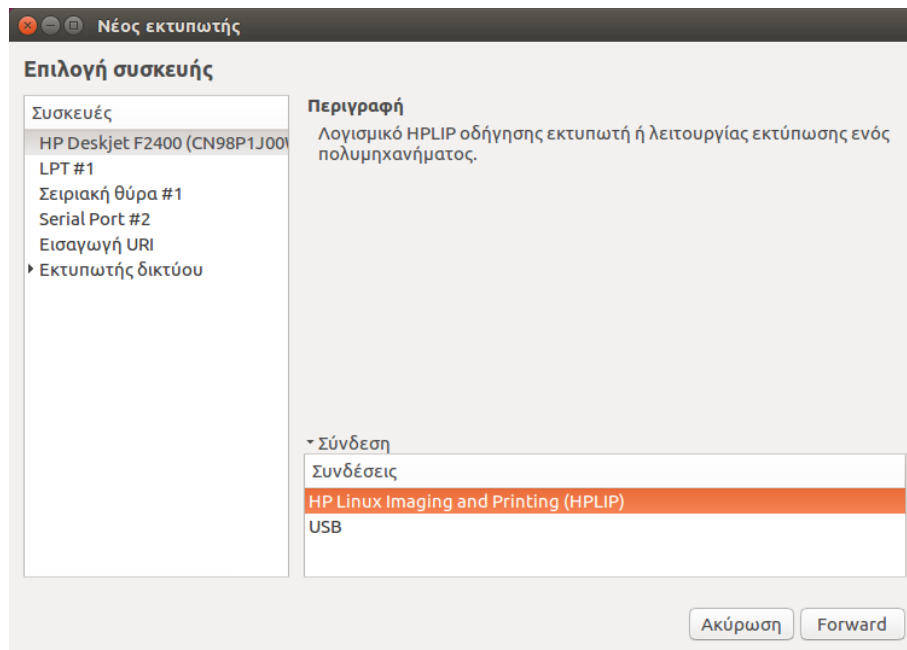 Νέος εκτυπωτής
Επιλογή συσκευής
Συσκευές
HP Deskjet F2400 (CN98P1J00
LPT #1
Σειριακή θύρα #1
Serial Port #2
Εισαγωγή URI
Εκτυπωτής δικτύου
Περιγραφή
Λογισμικό HPLIP οδήγησης εκτυπωτή ή λειτουργίας εκτύπωσης ενός
πολυμηχανήματος.
Σύνδεση
Συνδέσεις
HP Linux Imaging and Printing (HPLIP)
USB
Ακύρωση
Forward